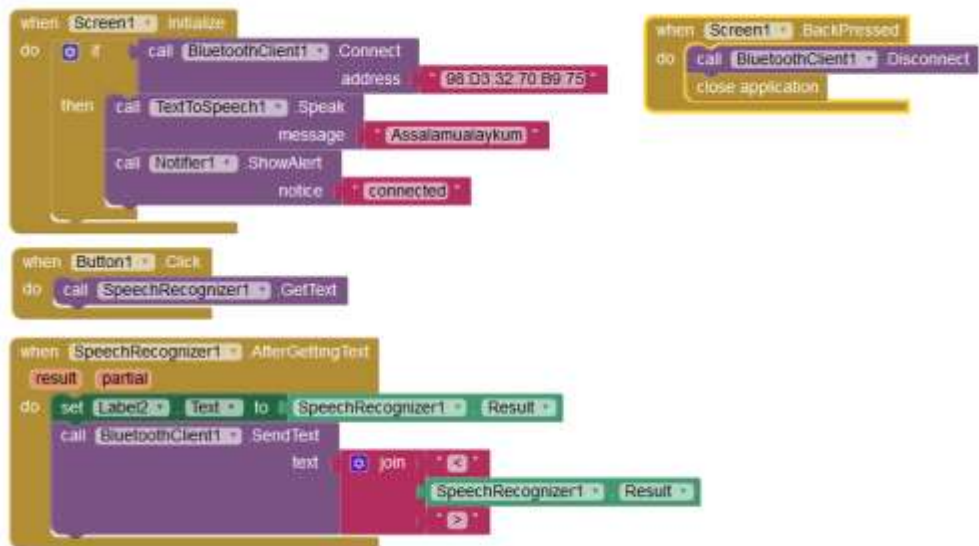 when Screen1 Initialize
do if call BluetoothClient1 .Connect
address " 98:D3:32:70:B9:75 "
then call TextToSpeech1 .Speak
message " Assalamualaykum "
call Notifier1 .ShowAlert
notice " connected "
when Screen1 .BackPressed
do call BluetoothClient1 .Disconnect
close application
when Button1 .Click
do call SpeechRecognizer1 .GetText
when SpeechRecognizer1 .AfterGettingText
result partial
do set Label2 . Text to SpeechRecognizer1 . Result
call BluetoothClient1 .SendText
text join " < "
SpeechRecognizer1 . Result
" > "